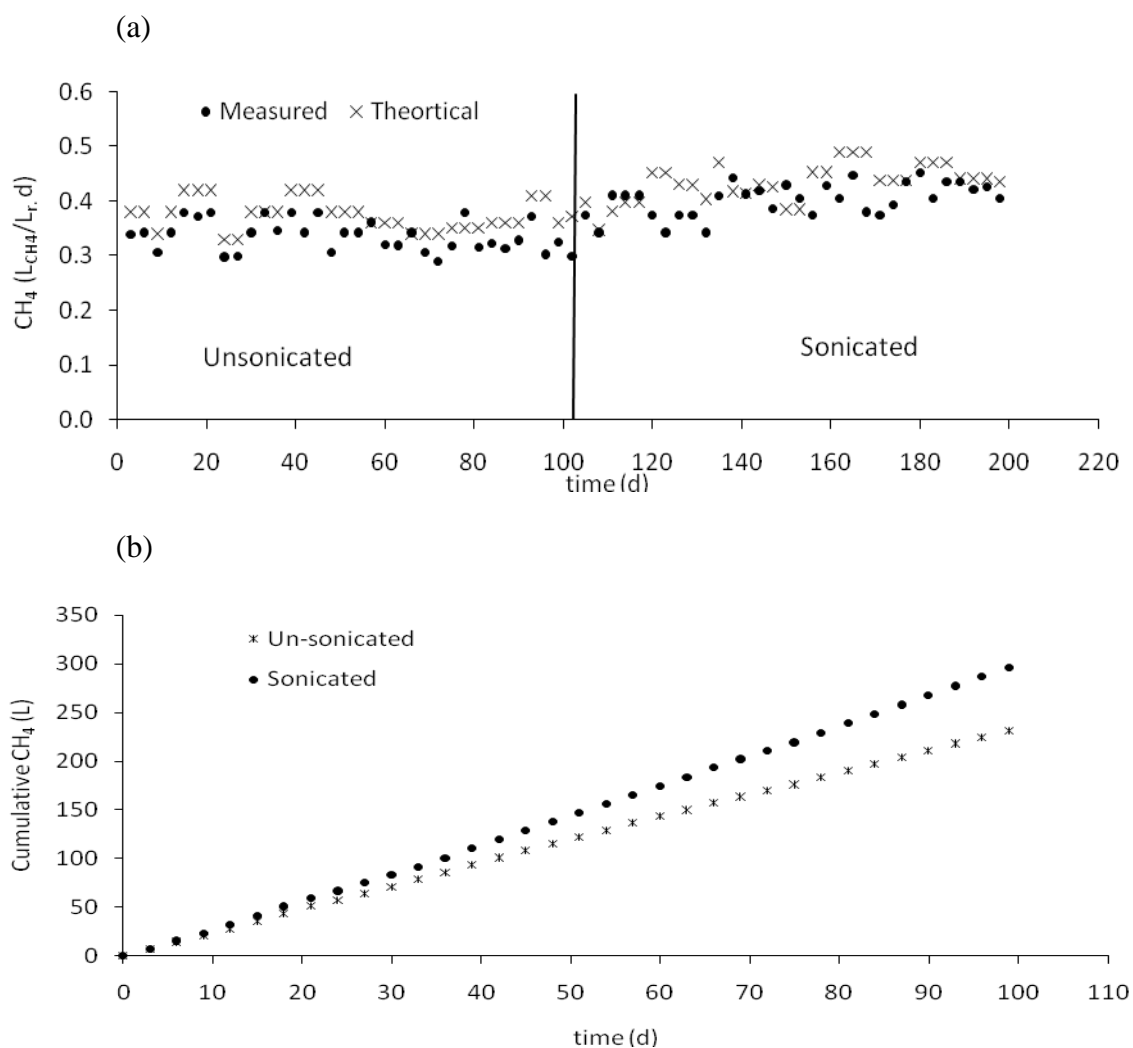 (a)
0.6
● Measured × Theortical
0.5
0.4
0.3
0.2
0.1
0.0
CH₄ (L_CH4/L_r. d)
Unsonicated
Sonicated
0 20 40 60 80 100 120 140 160 180 200 220
time (d)
(b)
350
300
250
200
150
100
50
0
Cumulative CH₄ (L)
Un-sonicated
● Sonicated
0 10 20 30 40 50 60 70 80 90 100 110
time (d)